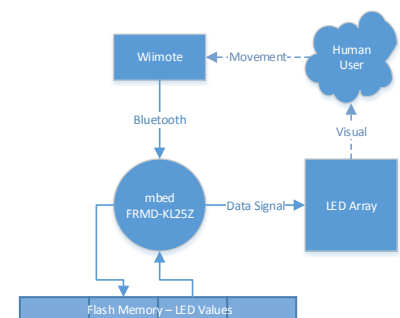 Human
User
Wiimote
Movement
Bluetooth
Visual
mbed
FRMD-KL25Z
Data Signal
LED Array
Flash Memory – LED Values